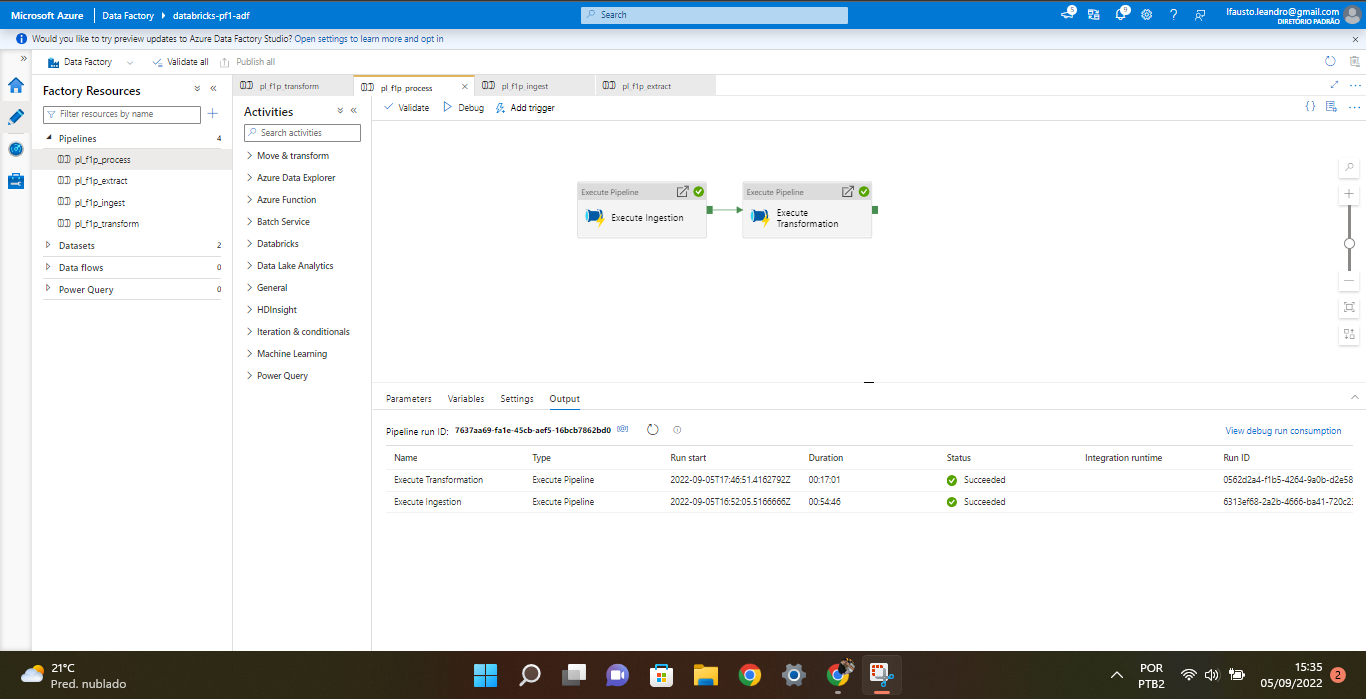 Microsoft Azure
Data Factory
databricks-pf1-adf
Search
5
9
lfausto.leandro@gmail.com
DIRETÓRIO PADRÃO
Would you like to try preview updates to Azure Data Factory Studio? Open settings to learn more and opt in
Data Factory
Validate all
Publish all
Factory Resources
Filter resources by name
Pipelines 4
pl_f1p_process
pl_f1p_extract
pl_f1p_ingest
pl_f1p_transform
Datasets 2
Data flows 0
Power Query 0
pl_f1p_transform
pl_f1p_process
pl_f1p_ingest
pl_f1p_extract
Activities
Search activities
Move & transform
Azure Data Explorer
Azure Function
Batch Service
Databricks
Data Lake Analytics
General
HDInsight
Iteration & conditionals
Machine Learning
Power Query
Validate
Debug
Add trigger
Execute Pipeline
Execute Ingestion
Execute Pipeline
Execute
Transformation
Parameters Variables Settings Output
Pipeline run ID: 7637aa69-fa1e-45cb-aef5-16bcb7862bd0
View debug run consumption
Name Type Run start Duration Status Integration runtime Run ID
Execute Transformation Execute Pipeline 2022-09-05T17:46:51.4162792Z 00:17:01 Succeeded 0562d2a4-f1b5-4264-9a0b-d2e58
Execute Ingestion Execute Pipeline 2022-09-05T16:52:05.5166666Z 00:54:46 Succeeded 6313ef68-2a2b-4666-ba41-720c2
21°C
Pred. nublado
POR
PTB2
15:35
05/09/2022
2